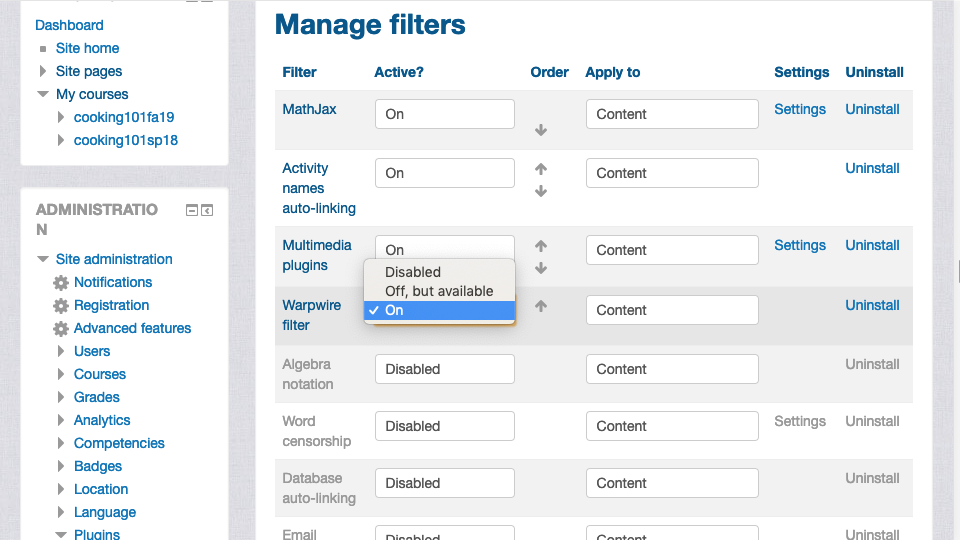 Dashboard
Site home
Site pages
My courses
cooking101fa19
cooking101sp18
ADMINISTRATIO
N
Site administration
Notifications
Registration
Advanced features
Users
Courses
Grades
Analytics
Competencies
Badges
Location
Language
Plugins
Manage filters
Filter Active? Order Apply to Settings Uninstall
MathJax On Content Settings Uninstall
Activity
names
auto-linking
On Content Uninstall
Multimedia
plugins
On Content Settings Uninstall
Disabled
Off, but available
On
Warpwire
filter
Content Uninstall
Algebra
notation
Disabled Content Uninstall
Word
censorship
Disabled Content Settings Uninstall
Database
auto-linking
Disabled Content Uninstall
Email Disabled Content Uninstall